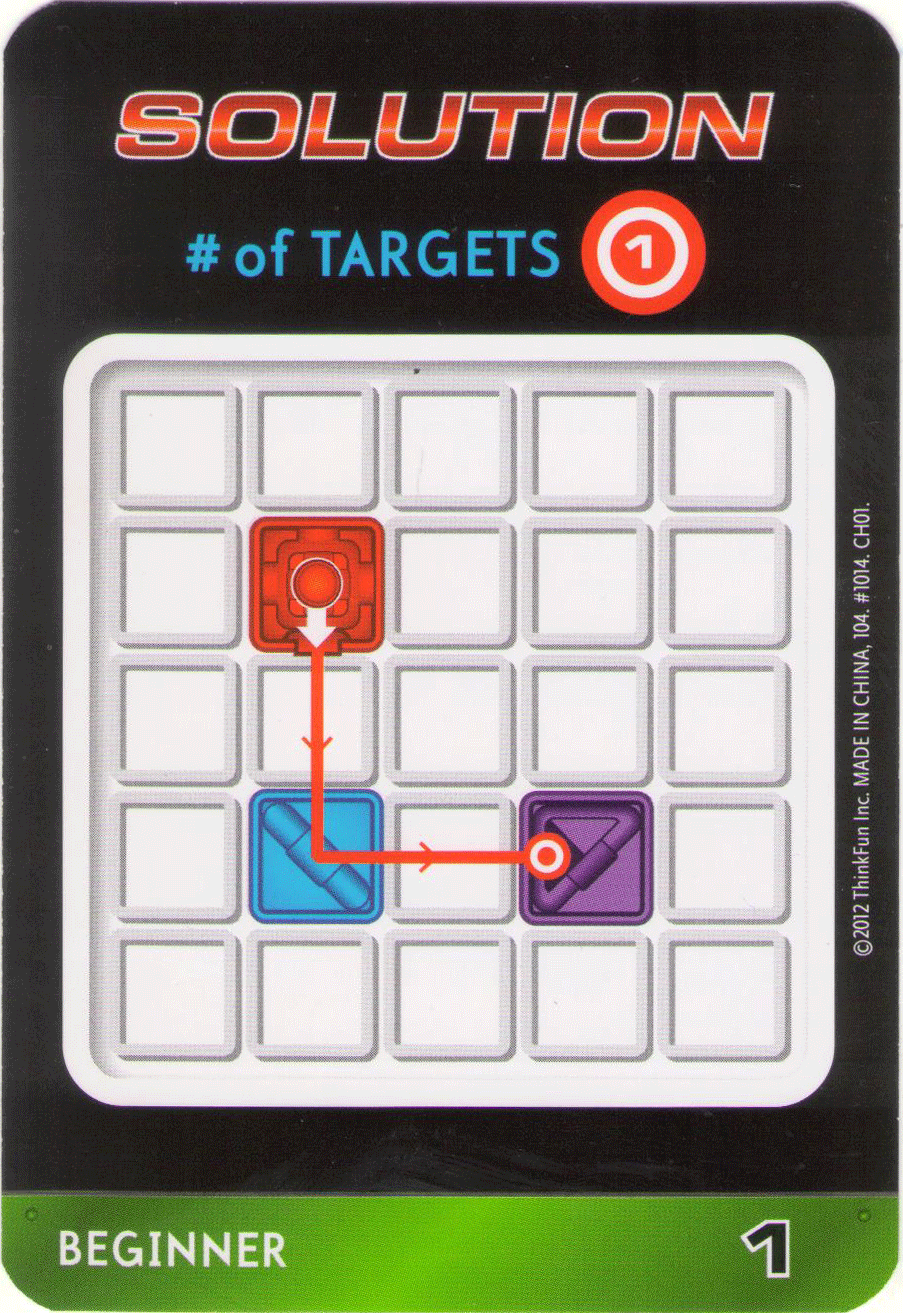 SOLUTION
# of TARGETS 1
©2012 ThinkFun Inc. MADE IN CHINA, 104. #1014. CH01.
BEGINNER 1